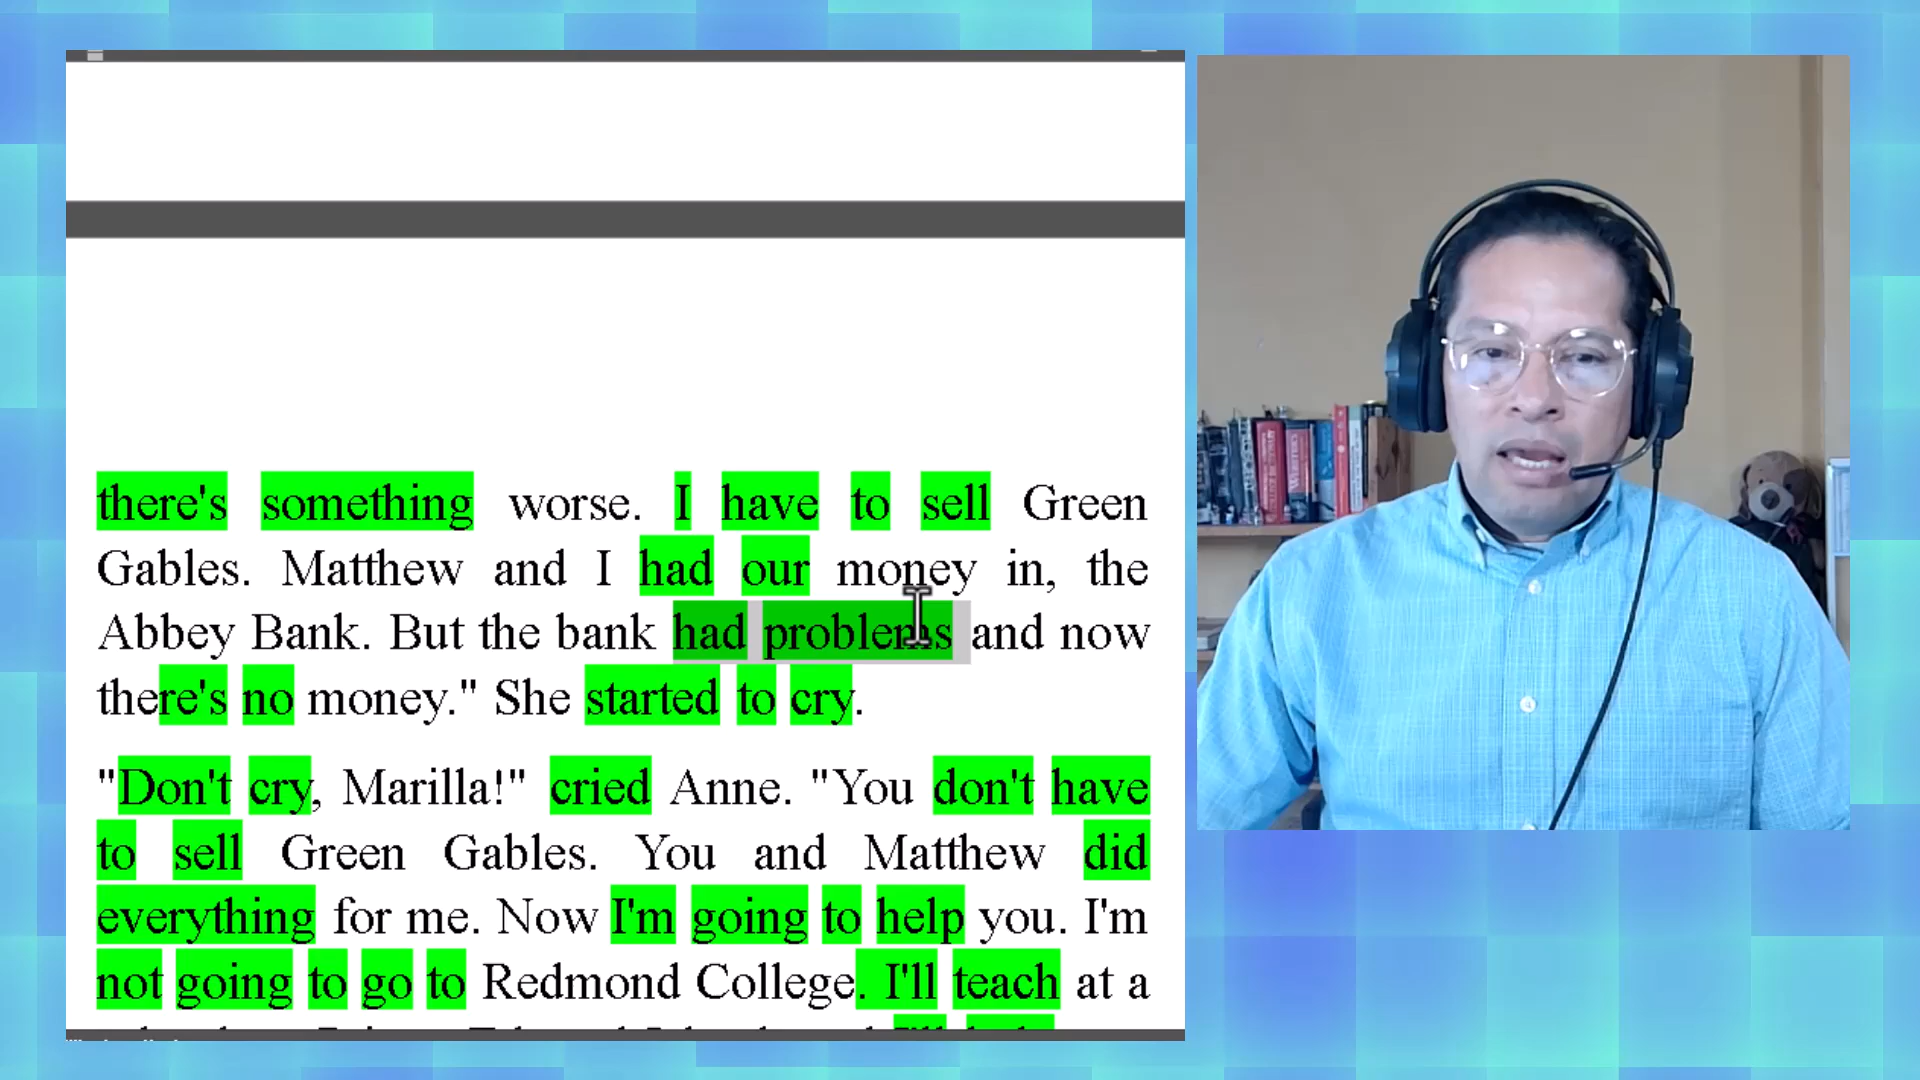 there's something worse. I have to sell Green
Gables. Matthew and I had our money in, the
Abbey Bank. But the bank had problems and now
there's no money." She started to cry.
"Don't cry, Marilla!" cried Anne. "You don't have
to sell Green Gables. You and Matthew did
everything for me. Now I'm going to help you. I'm
not going to go to Redmond College. I'll teach at a